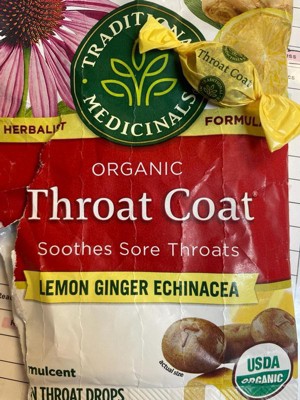 TRADITIONAL
MEDICINALS
Throat Coat
HERBALIST
FORMUL
ORGANIC
Throat Coat
Soothes Sore Throats
LEMON GINGER ECHINACEA
actual size
mulcent
N THROAT DROPS
USDA
ORGANIC